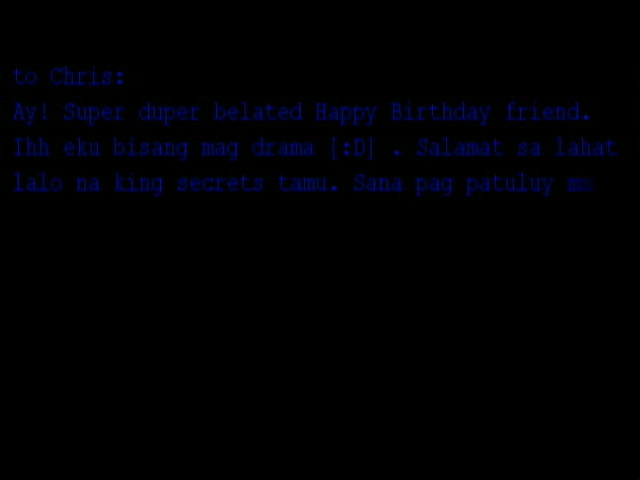 to Chris:
Ay! Super duper belated Happy Birthday friend.
Ihh eku bisang mag drama [:D] . Salamat sa lahat
lalo na king secrets tamu. Sana pag patuluy